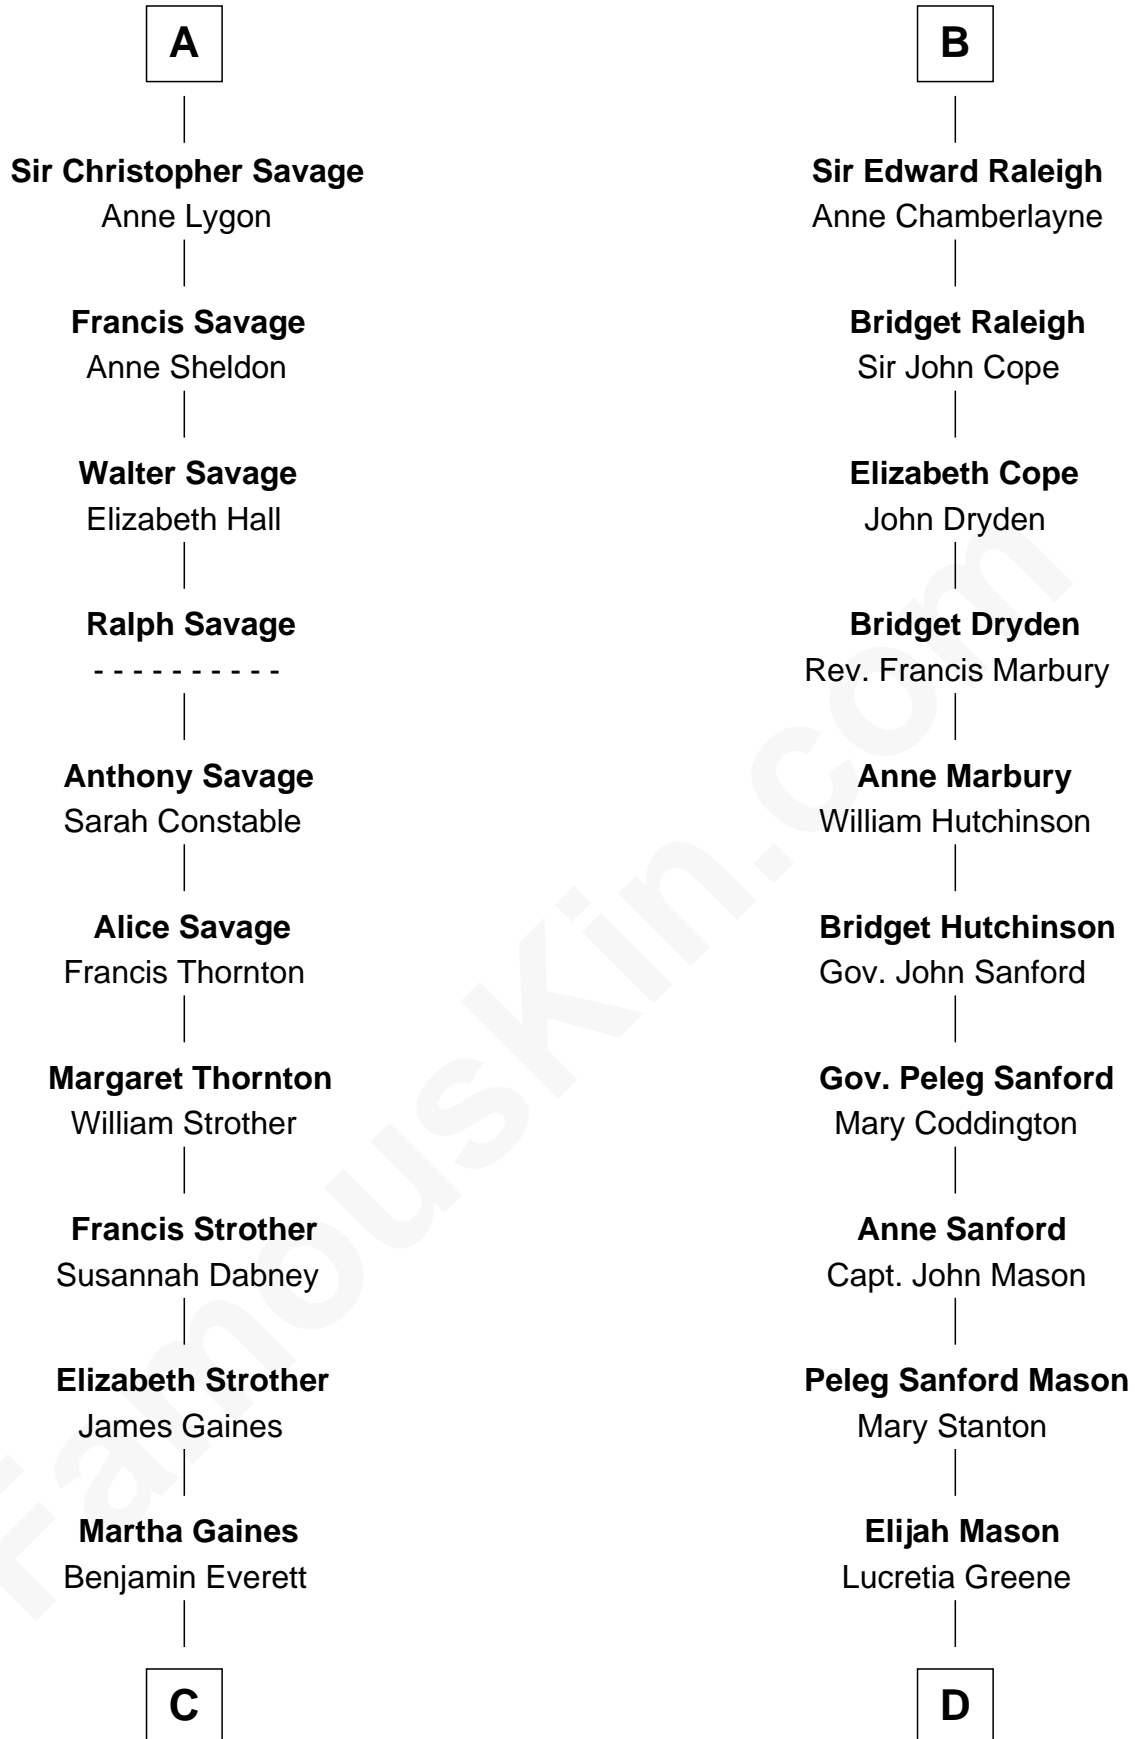 A
Sir Christopher Savage
Anne Lygon
Francis Savage
Anne Sheldon
Walter Savage
Elizabeth Hall
Ralph Savage
- - - - - - - - - -
Anthony Savage
Sarah Constable
Alice Savage
Francis Thornton
Margaret Thornton
William Strother
Francis Strother
Susannah Dabney
Elizabeth Strother
James Gaines
Martha Gaines
Benjamin Everett
C
B
Sir Edward Raleigh
Anne Chamberlayne
Bridget Raleigh
Sir John Cope
Elizabeth Cope
John Dryden
Bridget Dryden
Rev. Francis Marbury
Anne Marbury
William Hutchinson
Bridget Hutchinson
Gov. John Sanford
Gov. Peleg Sanford
Mary Coddington
Anne Sanford
Capt. John Mason
Peleg Sanford Mason
Mary Stanton
Elijah Mason
Lucretia Greene
D
FamousKin.com